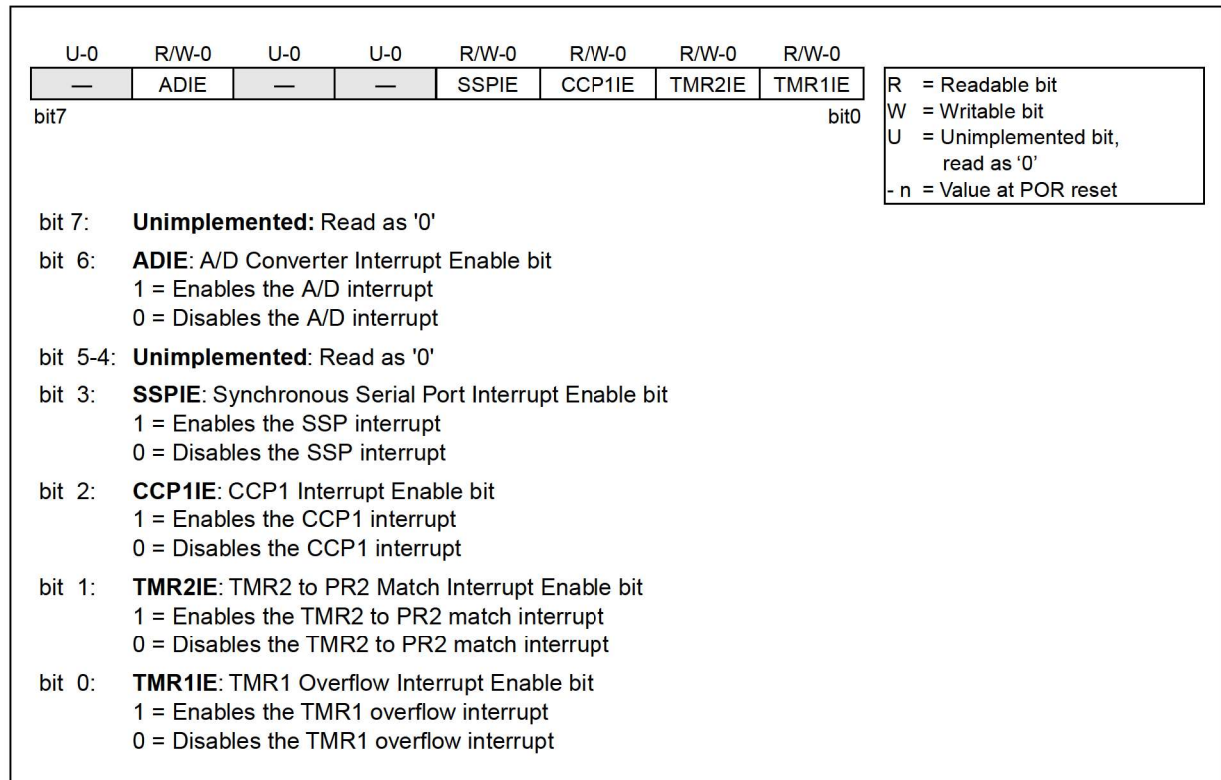 U-0 R/W-0 U-0 U-0 R/W-0 R/W-0 R/W-0 R/W-0
— ADIE — — SSPIE CCP1IE TMR2IE TMR1IE
bit7 bit0
R = Readable bit
W = Writable bit
U = Unimplemented bit,
read as ‘0’
- n = Value at POR reset
bit 7: Unimplemented: Read as '0'
bit 6: ADIE: A/D Converter Interrupt Enable bit
1 = Enables the A/D interrupt
0 = Disables the A/D interrupt
bit 5-4: Unimplemented: Read as '0'
bit 3: SSPIE: Synchronous Serial Port Interrupt Enable bit
1 = Enables the SSP interrupt
0 = Disables the SSP interrupt
bit 2: CCP1IE: CCP1 Interrupt Enable bit
1 = Enables the CCP1 interrupt
0 = Disables the CCP1 interrupt
bit 1: TMR2IE: TMR2 to PR2 Match Interrupt Enable bit
1 = Enables the TMR2 to PR2 match interrupt
0 = Disables the TMR2 to PR2 match interrupt
bit 0: TMR1IE: TMR1 Overflow Interrupt Enable bit
1 = Enables the TMR1 overflow interrupt
0 = Disables the TMR1 overflow interrupt